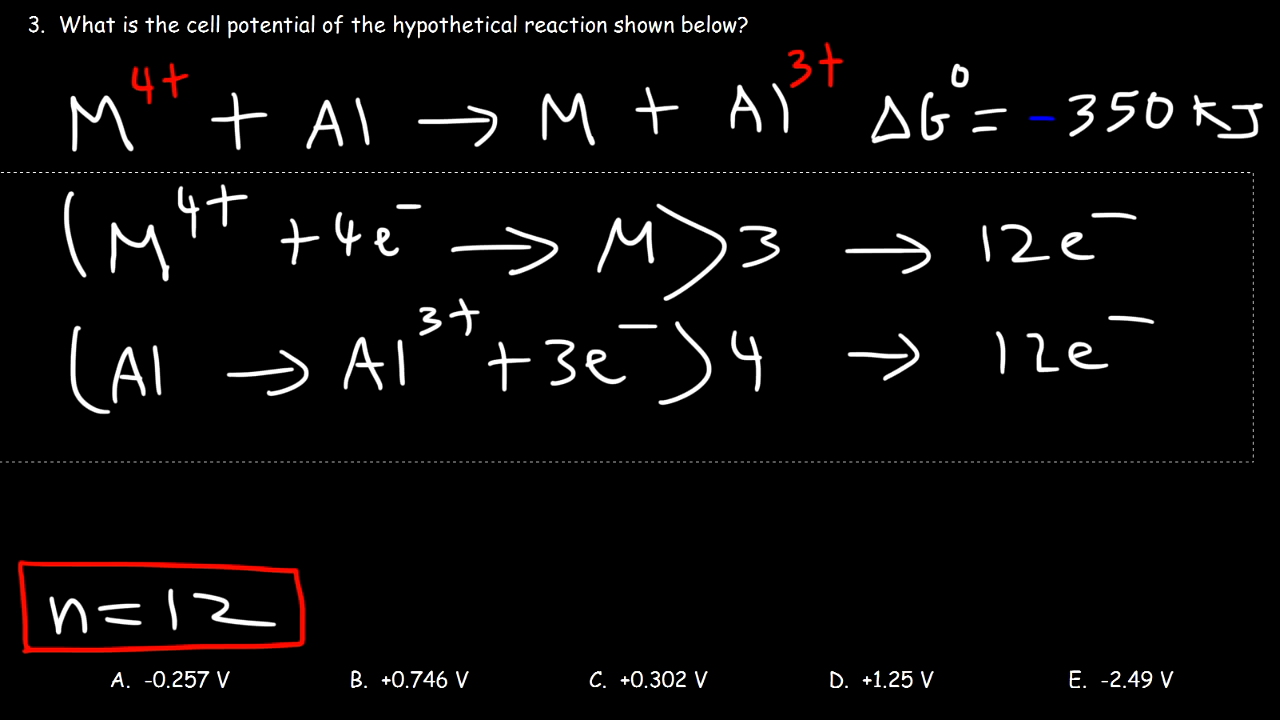 3. What is the cell potential of the hypothetical reaction shown below?
M⁴⁺ + Al → M + Al³⁺ ΔG° = -350 KJ
(M⁴⁺ + 4e⁻ → M)3 → 12e⁻
(Al → Al³⁺ + 3e⁻)4 → 12e⁻
n=12
A. -0.257 V B. +0.746 V C. +0.302 V D. +1.25 V E. -2.49 V